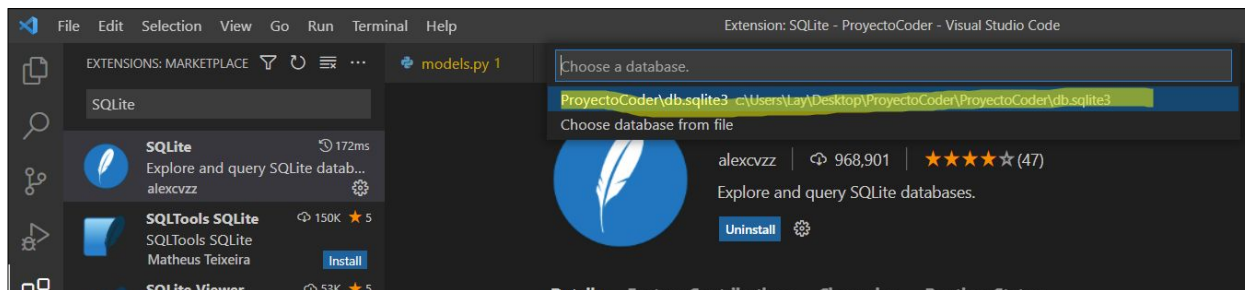 File Edit Selection View Go Run Terminal Help
Extension: SQLite - ProyectoCoder - Visual Studio Code
EXTENSIONS: MARKETPLACE
models.py 1
Choose a database.
SQLite
ProyectoCoder\db.sqlite3 c:\Users\Lay\Desktop\ProyectoCoder\ProyectoCoder\db.sqlite3
Choose database from file
SQLite 172ms
Explore and query SQLite datab...
alexcvzz
alexcvzz 968,901 (47)
Explore and query SQLite databases.
Uninstall
SQLTools SQLite 150K 5
SQLTools SQLite
Matheus Teixeira Install
SQLite Viewer 53K 5